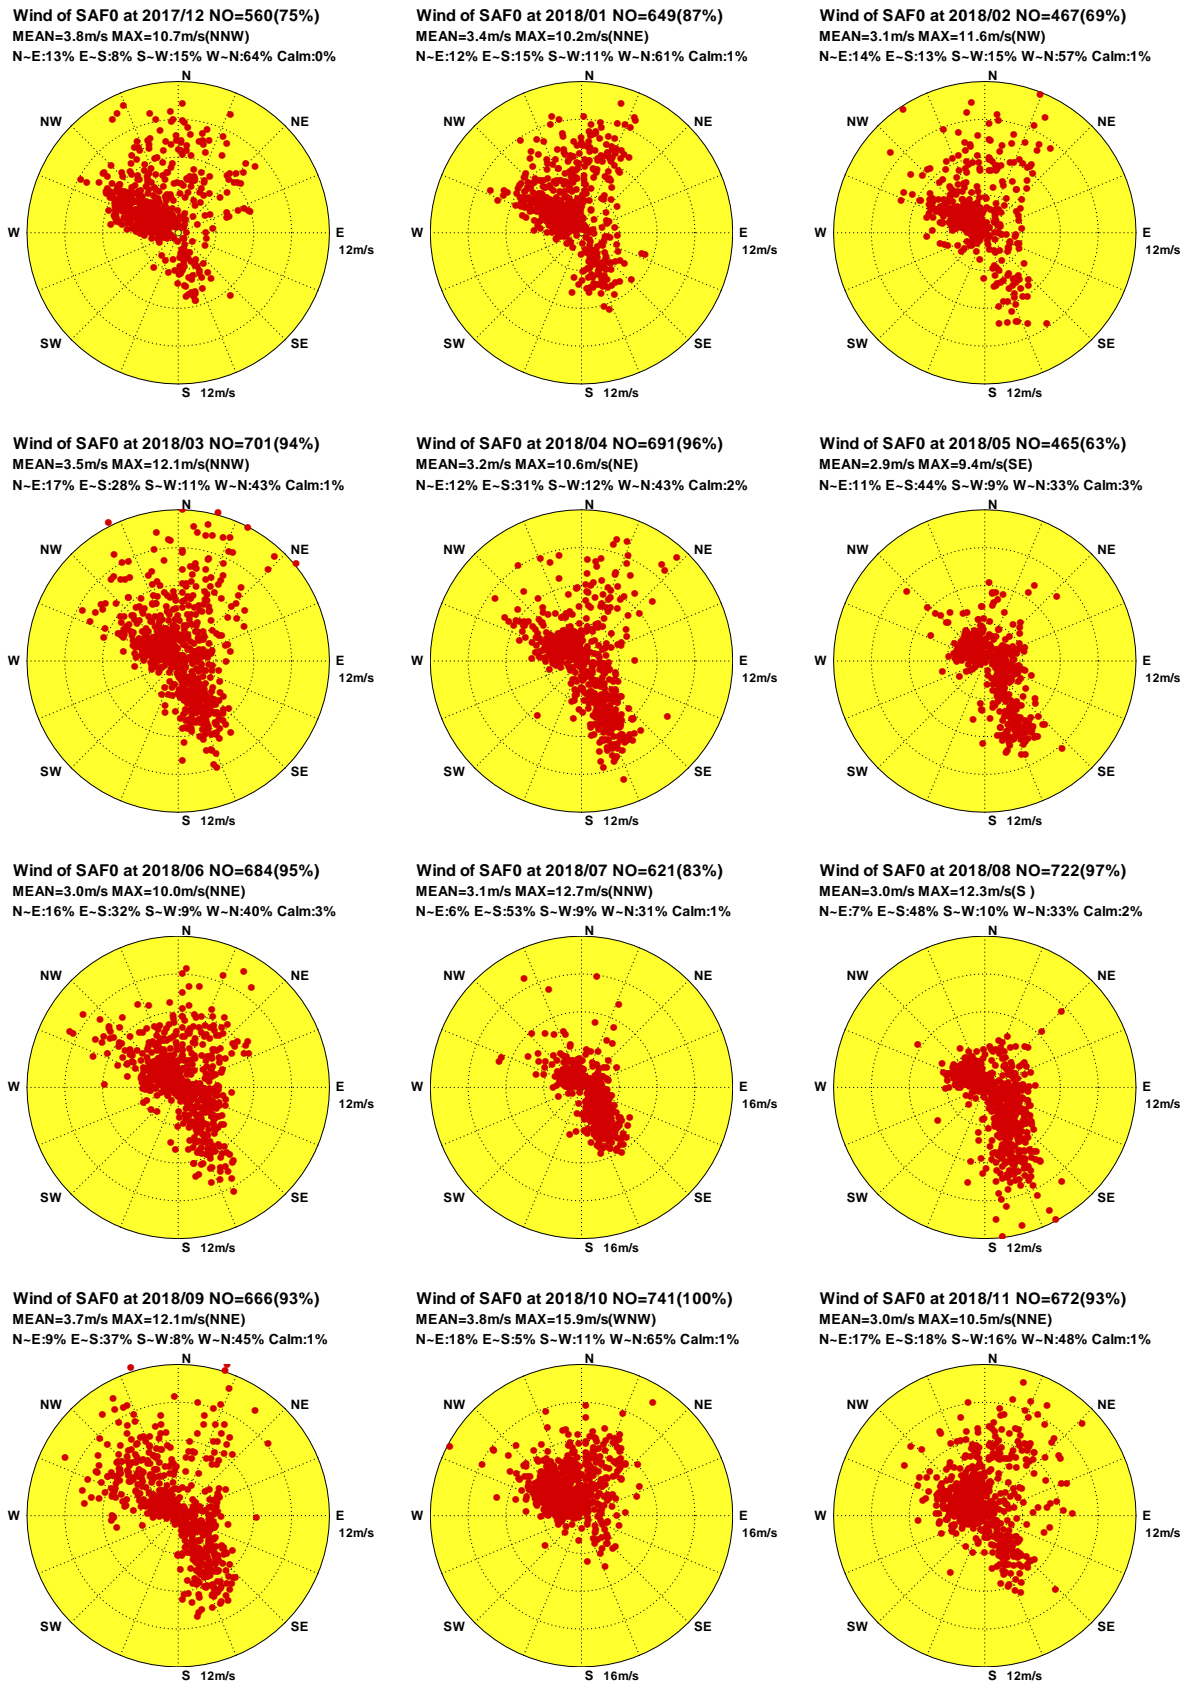 Wind of SAF0 at 2017/12 NO=560(75%)
MEAN=3.8m/s MAX=10.7m/s(NNW)
N~E:13% E~S:8% S~W:15% W~N:64% Calm:0%
N
NW
NE
W
E
12m/s
SW
SE
S 12m/s
Wind of SAF0 at 2018/01 NO=649(87%)
MEAN=3.4m/s MAX=10.2m/s(NNE)
N~E:12% E~S:15% S~W:11% W~N:61% Calm:1%
N
NW
NE
W
E
12m/s
SW
SE
S 12m/s
Wind of SAF0 at 2018/02 NO=467(69%)
MEAN=3.1m/s MAX=11.6m/s(NW)
N~E:14% E~S:13% S~W:15% W~N:57% Calm:1%
N
NW
NE
W
E
12m/s
SW
SE
S 12m/s
Wind of SAF0 at 2018/03 NO=701(94%)
MEAN=3.5m/s MAX=12.1m/s(NNW)
N~E:17% E~S:28% S~W:11% W~N:43% Calm:1%
N
NW
NE
W
E
12m/s
SW
SE
S 12m/s
Wind of SAF0 at 2018/04 NO=691(96%)
MEAN=3.2m/s MAX=10.6m/s(NE)
N~E:12% E~S:31% S~W:12% W~N:43% Calm:2%
N
NW
NE
W
E
12m/s
SW
SE
S 12m/s
Wind of SAF0 at 2018/05 NO=465(63%)
MEAN=2.9m/s MAX=9.4m/s(SE)
N~E:11% E~S:44% S~W:9% W~N:33% Calm:3%
N
NW
NE
W
E
12m/s
SW
SE
S 12m/s
Wind of SAF0 at 2018/06 NO=684(95%)
MEAN=3.0m/s MAX=10.0m/s(NNE)
N~E:16% E~S:32% S~W:9% W~N:40% Calm:3%
N
NW
NE
W
E
12m/s
SW
SE
S 12m/s
Wind of SAF0 at 2018/07 NO=621(83%)
MEAN=3.1m/s MAX=12.7m/s(NNW)
N~E:6% E~S:53% S~W:9% W~N:31% Calm:1%
N
NW
NE
W
E
16m/s
SW
SE
S 16m/s
Wind of SAF0 at 2018/08 NO=722(97%)
MEAN=3.0m/s MAX=12.3m/s(S )
N~E:7% E~S:48% S~W:10% W~N:33% Calm:2%
N
NW
NE
W
E
12m/s
SW
SE
S 12m/s
Wind of SAF0 at 2018/09 NO=666(93%)
MEAN=3.7m/s MAX=12.1m/s(NNE)
N~E:9% E~S:37% S~W:8% W~N:45% Calm:1%
N
NW
NE
W
E
12m/s
SW
SE
S 12m/s
Wind of SAF0 at 2018/10 NO=741(100%)
MEAN=3.8m/s MAX=15.9m/s(WNW)
N~E:18% E~S:5% S~W:11% W~N:65% Calm:1%
N
NW
NE
W
E
16m/s
SW
SE
S 16m/s
Wind of SAF0 at 2018/11 NO=672(93%)
MEAN=3.0m/s MAX=10.5m/s(NNE)
N~E:17% E~S:18% S~W:16% W~N:48% Calm:1%
N
NW
NE
W
E
12m/s
SW
SE
S 12m/s